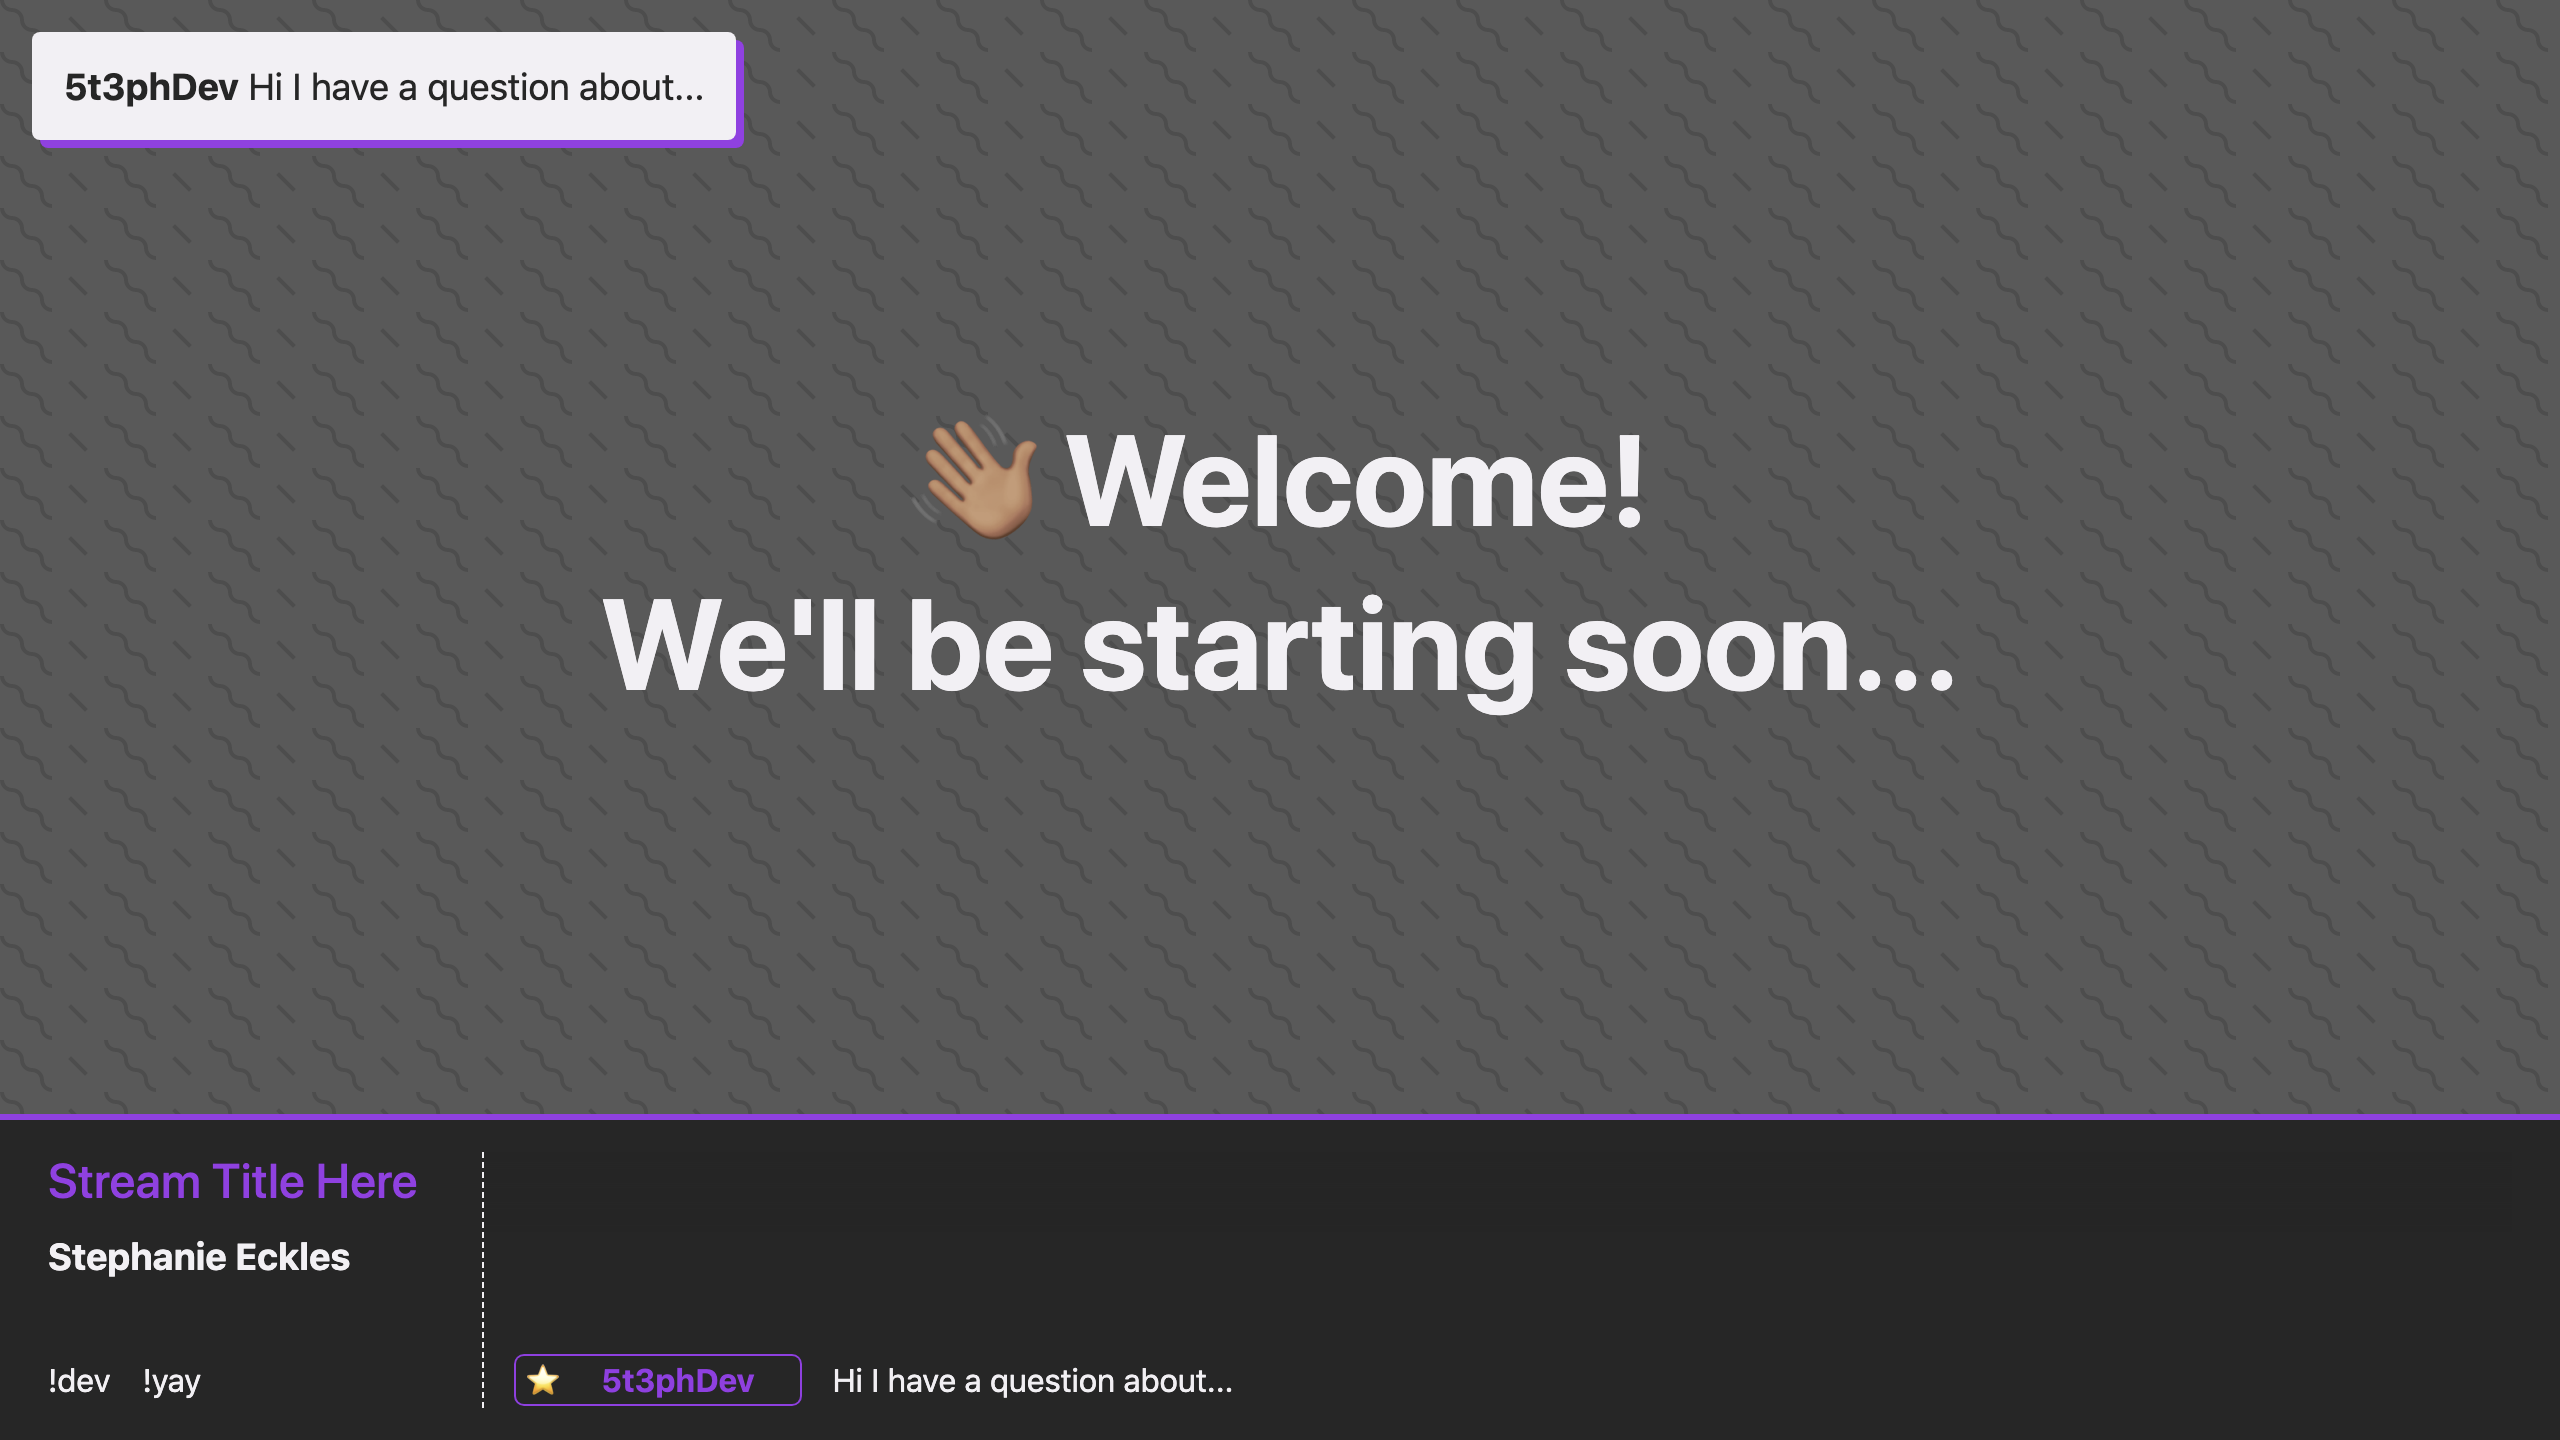 5t3phDev Hi I have a question about...
👋🏽 Welcome!
We'll be starting soon...
Stream Title Here
Stephanie Eckles
!dev !yay
⭐ 5t3phDev Hi I have a question about...